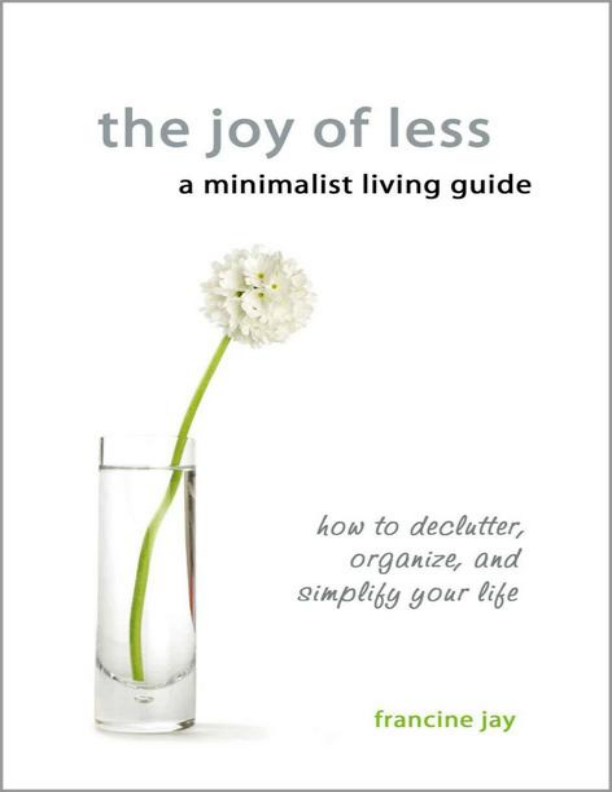 the joy of less
a minimalist living guide
how to declutter,
organize, and
simplify your life
francine jay